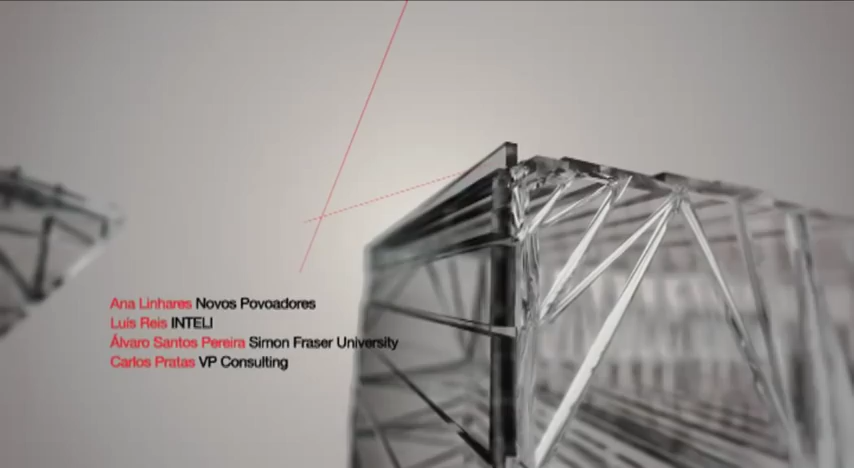 Ana Linhares Novos Povoadores
Luís Reis INTELI
Álvaro Santos Pereira Simon Fraser University
Carlos Pratas VP Consulting